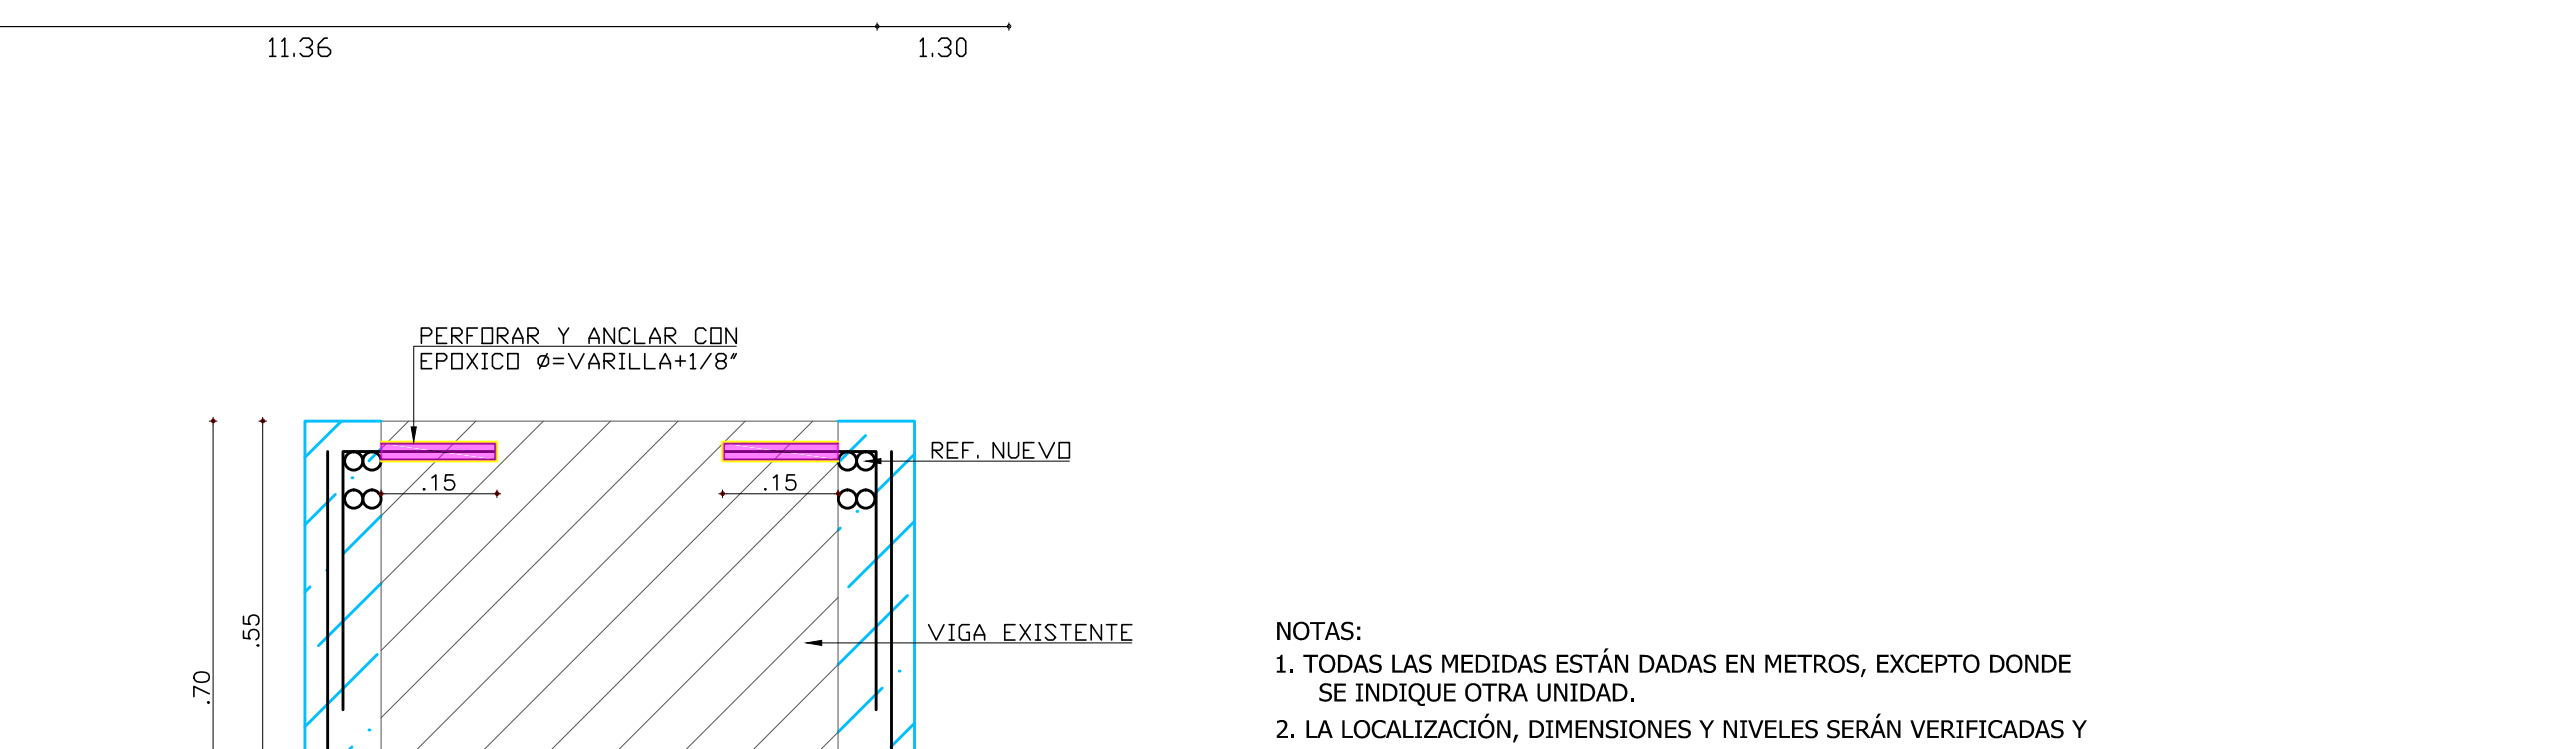 11.36
1.30
PERFORAR Y ANCLAR CON
EPOXICO Ø=VARILLA+1/8"
REF. NUEVO
.15
.15
.55
VIGA EXISTENTE
.70
NOTAS:
1. TODAS LAS MEDIDAS ESTÁN DADAS EN METROS, EXCEPTO DONDE
SE INDIQUE OTRA UNIDAD.
2. LA LOCALIZACIÓN, DIMENSIONES Y NIVELES SERÁN VERIFICADAS Y